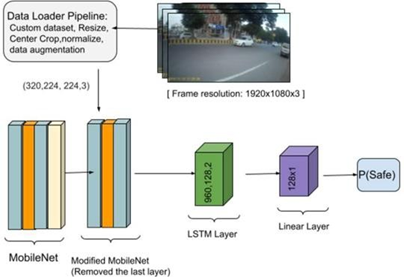 Data Loader Pipeline:
Custom dataset, Resize,
Center Crop,normalize,
data augmentation
[ Frame resolution: 1920x1080x3 ]
(320,224, 224,3)
960,128,2
128x1
P(Safe)
LSTM Layer
Linear Layer
MobileNet
Modified MobileNet
(Removed the last layer)